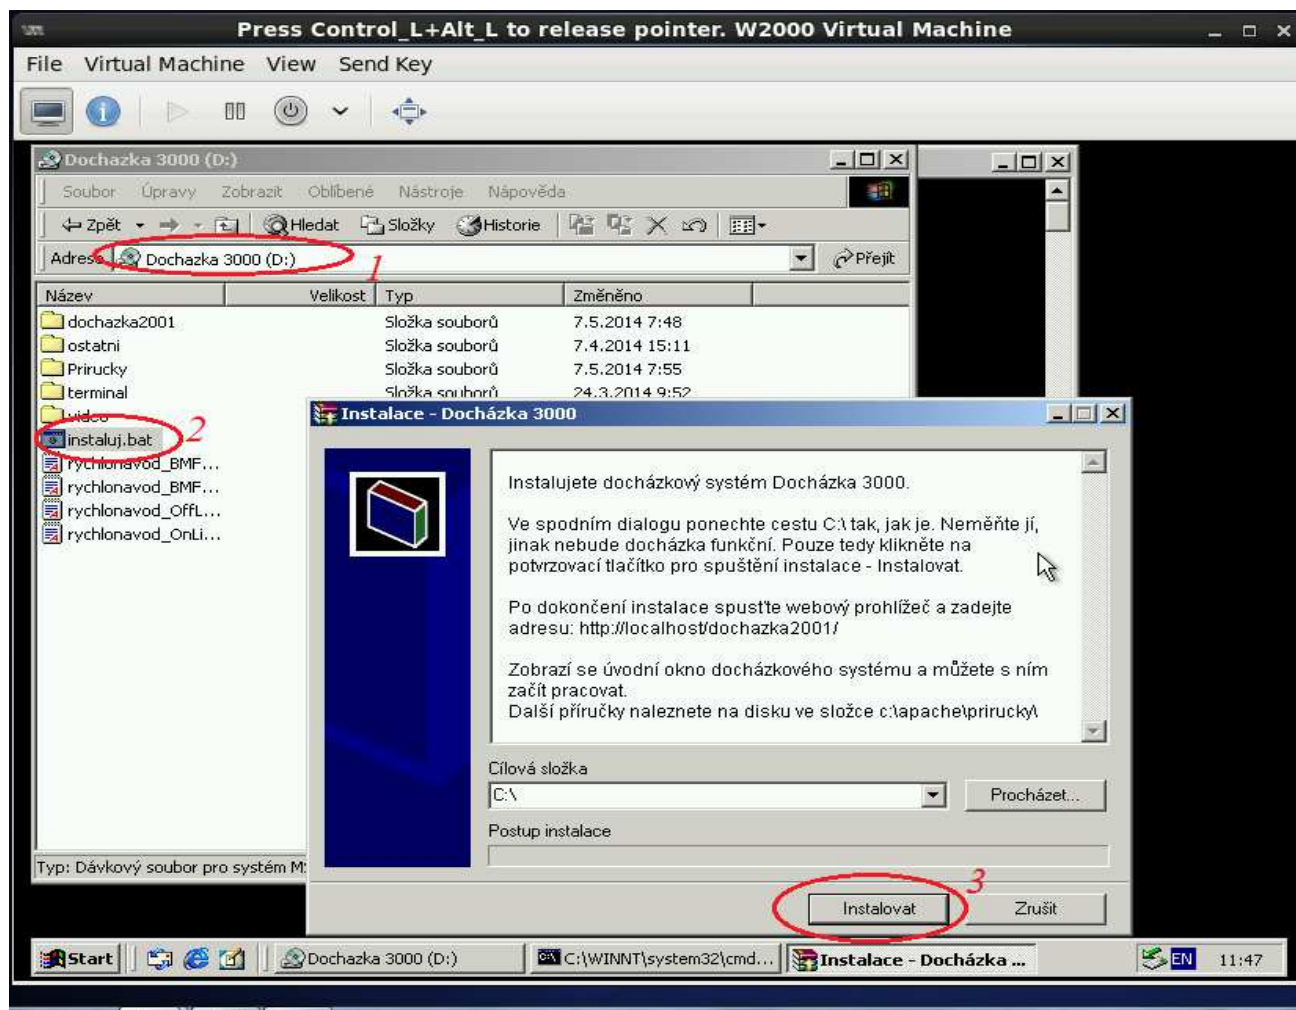 Press Control_L+Alt_L to release pointer. W2000 Virtual Machine
File Virtual Machine View Send Key
Dochazka 3000 (D:)
Soubor Úpravy Zobrazit Oblíbené Nástroje Nápověda
Zpět Hledat Složky Historie
Adresa Dochazka 3000 (D:) Přejít
1
Název Velikost Typ Změněno
dochazka2001 Složka souborů 7.5.2014 7:48
ostatni Složka souborů 7.4.2014 15:11
Prirucky Složka souborů 7.5.2014 7:55
terminal Složka souborů 24.3.2014 9:52
video
instaluj.bat 2
rychlonavod_BMF...
rychlonavod_BMF...
rychlonavod_OffL...
rychlonavod_OnLi...
Typ: Dávkový soubor pro systém M
Instalace - Docházka 3000
Instalujete docházkový systém Docházka 3000.
Ve spodním dialogu ponechte cestu C:\ tak, jak je. Neměňte jí,
jinak nebude docházka funkční. Pouze tedy klikněte na
potvrzovací tlačítko pro spuštění instalace - Instalovat.
Po dokončení instalace spusťte webový prohlížeč a zadejte
adresu: http://localhost/dochazka2001/
Zobrazí se úvodní okno docházkového systému a můžete s ním
začít pracovat.
Další příručky naleznete na disku ve složce c:\apache\prirucky\
Cílová složka
C:\ Procházet...
Postup instalace
3
Instalovat Zrušit
Start Dochazka 3000 (D:) C:\WINNT\system32\cmd... Instalace - Docházka ... EN 11:47